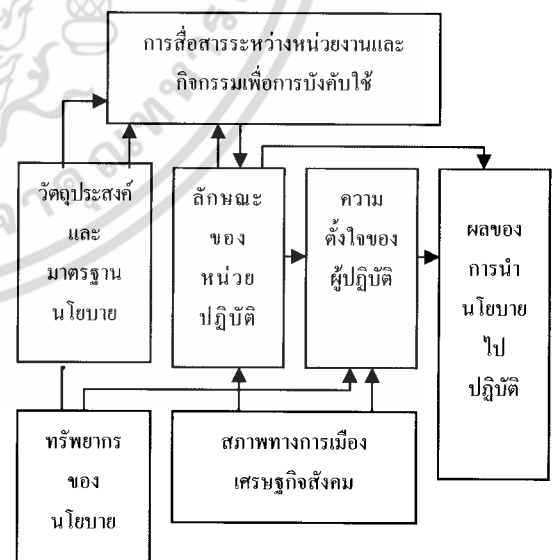 การสื่อสารระหว่างหน่วยงานและ
กิจกรรมเพื่อการบังคับใช้
วัตถุประสงค์
และ
มาตรฐาน
นโยบาย
ลักษณะ
ของ
หน่วย
ปฏิบัติ
ความ
ตั้งใจของ
ผู้ปฏิบัติ
ผลของ
การนำ
นโยบาย
ไป
ปฏิบัติ
ทรัพยากร
ของ
นโยบาย
สภาพทางการเมือง
เศรษฐกิจสังคม